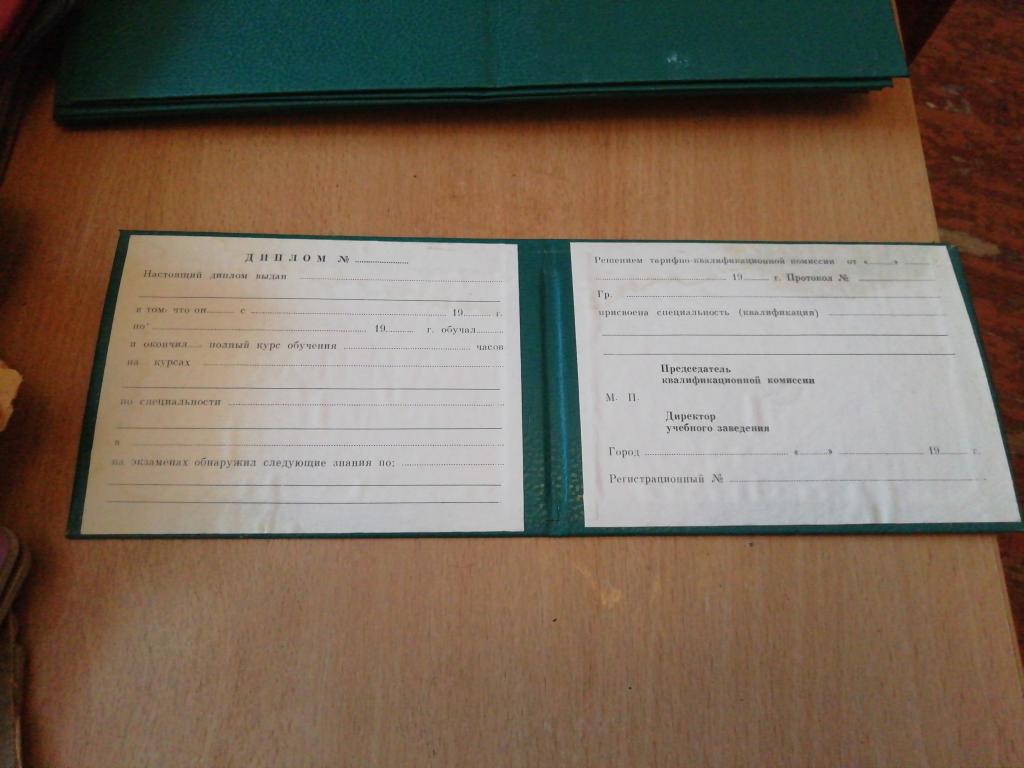 ДИПЛОМ №
Настоящий диплом выдан
в том, что он с 19 г.
по 19 г. обучал
и окончил полный курс обучения часов
на курсах
по специальности
в
на экзаменах обнаружил следующие знания по:
Решением тарифно-квалификационной комиссии от « »
19 г. Протокол №
Гр.
присвоена специальность (квалификация)
Председатель
квалификационной комиссии
М. П.
Директор
учебного заведения
Город « » 19 г.
Регистрационный №